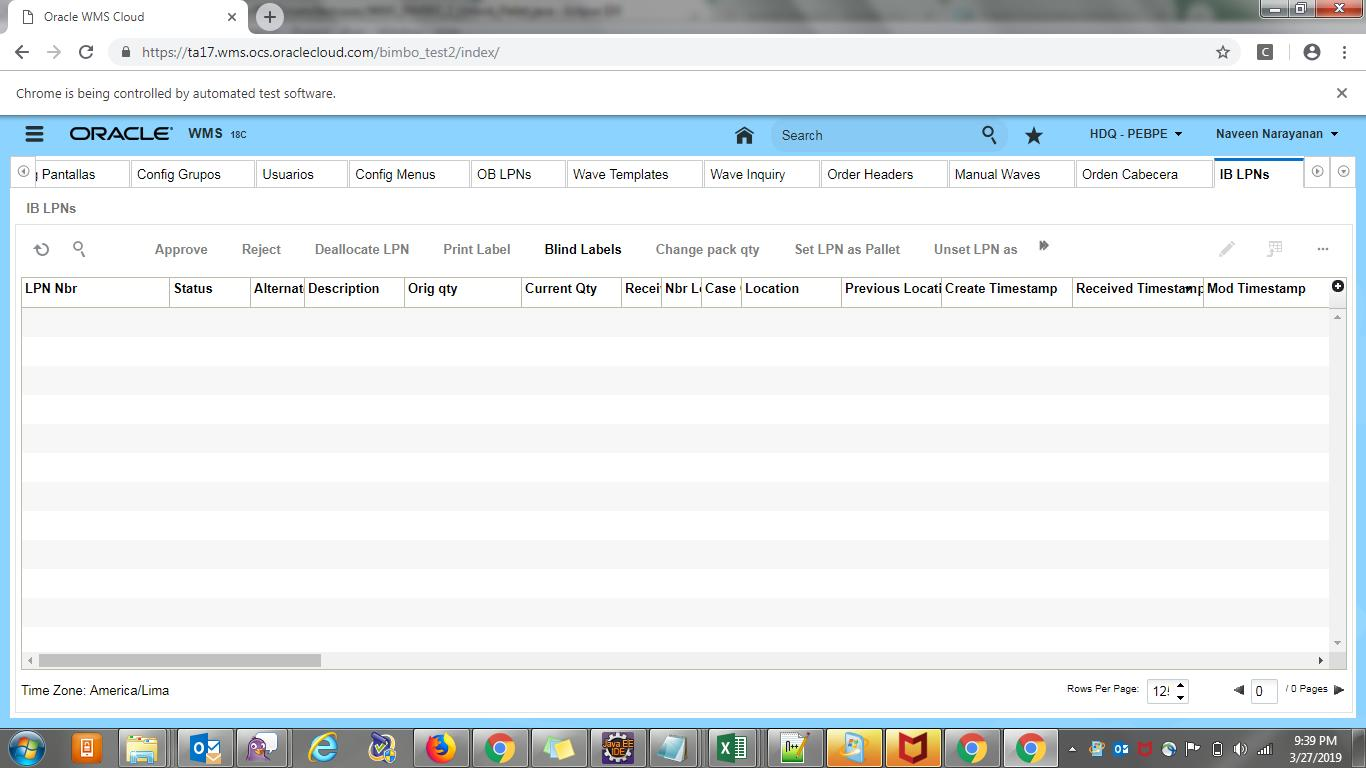 Oracle WMS Cloud
https://ta17.wms.ocs.oraclecloud.com/bimbo_test2/index/
C
Chrome is being controlled by automated test software.
ORACLE WMS 18C Search HDQ - PEBPE Naveen Narayanan
Pantallas Config Grupos Usuarios Config Menus OB LPNs Wave Templates Wave Inquiry Order Headers Manual Waves Orden Cabecera IB LPNs
IB LPNs
Approve Reject Deallocate LPN Print Label Blind Labels Change pack qty Set LPN as Pallet Unset LPN as
LPN Nbr Status Alternat Description Orig qty Current Qty Recei Nbr L Case Location Previous Locati Create Timestamp Received Timestamp Mod Timestamp
Time Zone: America/Lima Rows Per Page: 125 0 / 0 Pages
Java EE
IDE
9:39 PM
3/27/2019